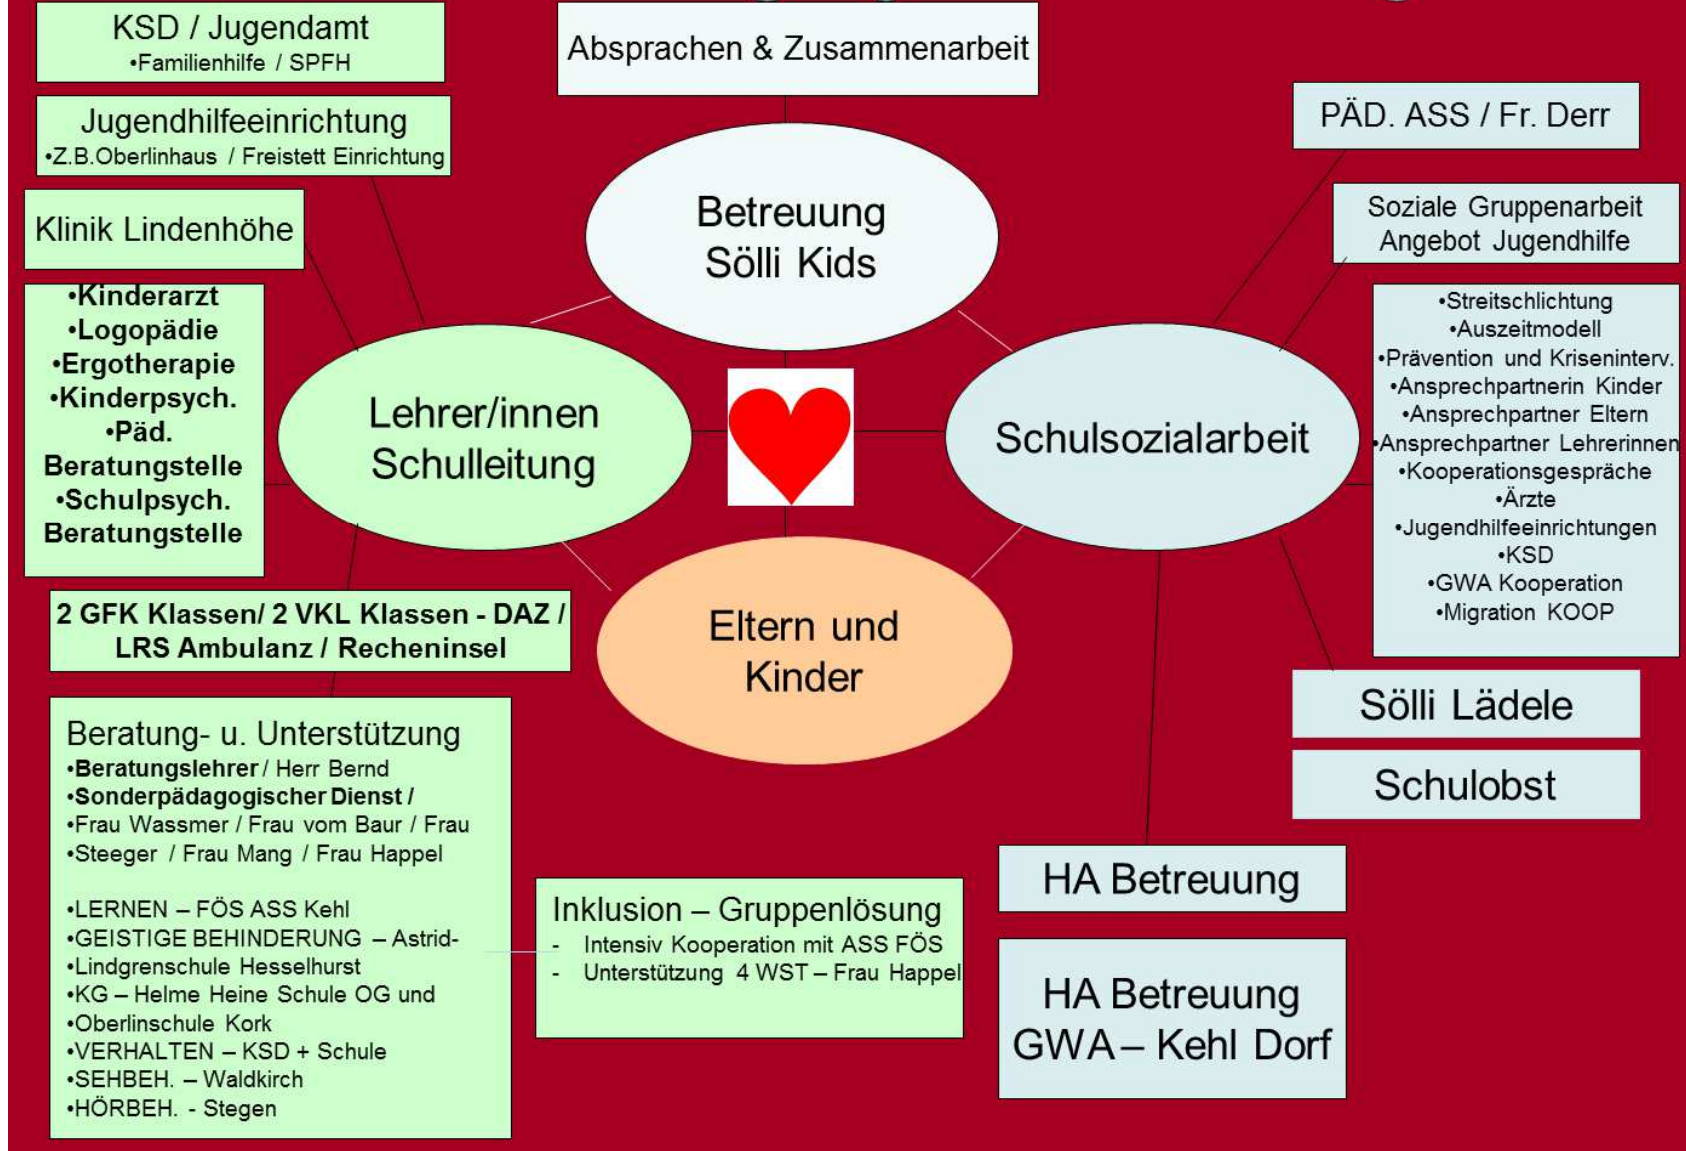 KSD / Jugendamt
•Familienhilfe / SPFH
Absprachen & Zusammenarbeit
Jugendhilfeeinrichtung
•Z.B.Oberlinhaus / Freistett Einrichtung
PÄD. ASS / Fr. Derr
Klinik Lindenhöhe
Betreuung
Sölli Kids
Soziale Gruppenarbeit
Angebot Jugendhilfe
•Kinderarzt
•Logopädie
•Ergotherapie
•Kinderpsych.
•Päd.
Beratungstelle
•Schulpsych.
Beratungstelle
Lehrer/innen
Schulleitung
Schulsozialarbeit
•Streitschlichtung
•Auszeitmodell
•Prävention und Kriseninterv.
•Ansprechpartnerin Kinder
•Ansprechpartner Eltern
•Ansprechpartner Lehrerinnen
•Kooperationsgespräche
•Ärzte
•Jugendhilfeeinrichtungen
•KSD
•GWA Kooperation
•Migration KOOP
2 GFK Klassen/ 2 VKL Klassen - DAZ /
LRS Ambulanz / Recheninsel
Eltern und
Kinder
Sölli Lädele
Schulobst
Beratung- u. Unterstützung
•Beratungslehrer / Herr Bernd
•Sonderpädagogischer Dienst /
•Frau Wassmer / Frau vom Baur / Frau
•Steeger / Frau Mang / Frau Happel
•LERNEN – FÖS ASS Kehl
•GEISTIGE BEHINDERUNG – Astrid-
•Lindgrenschule Hesselhurst
•KG – Helme Heine Schule OG und
•Oberlinschule Kork
•VERHALTEN – KSD + Schule
•SEHBEH. – Waldkirch
•HÖRBEH. - Stegen
Inklusion – Gruppenlösung
- Intensiv Kooperation mit ASS FÖS
- Unterstützung 4 WST – Frau Happel
HA Betreuung
HA Betreuung
GWA – Kehl Dorf